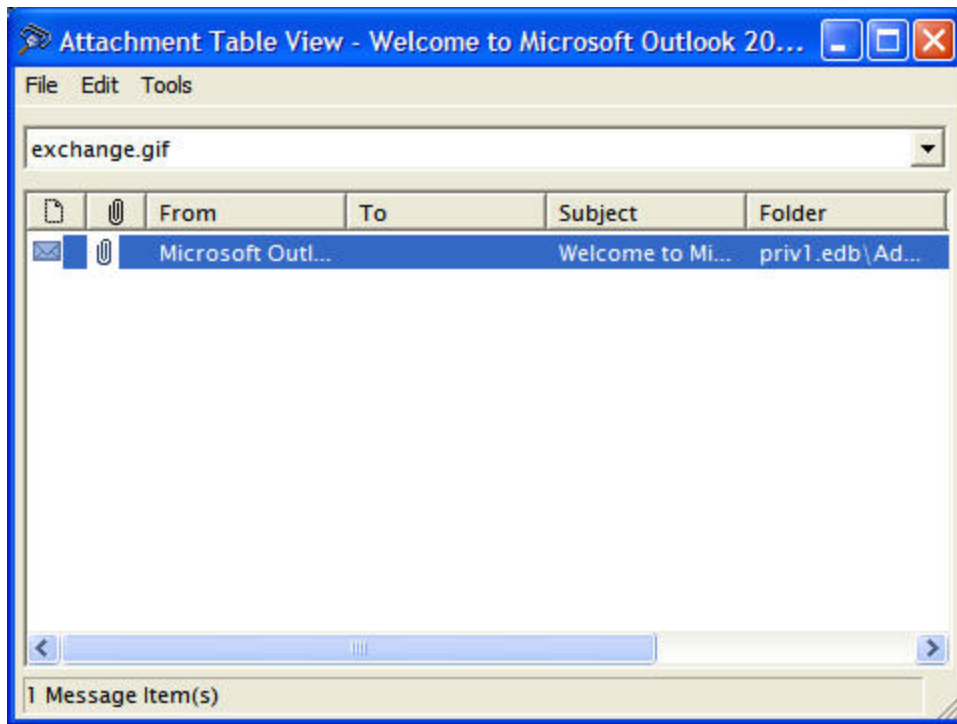 Attachment Table View - Welcome to Microsoft Outlook 20...
File Edit Tools
exchange.gif
From To Subject Folder
Microsoft Outl... Welcome to Mi... priv1.edb\Ad...
1 Message Item(s)